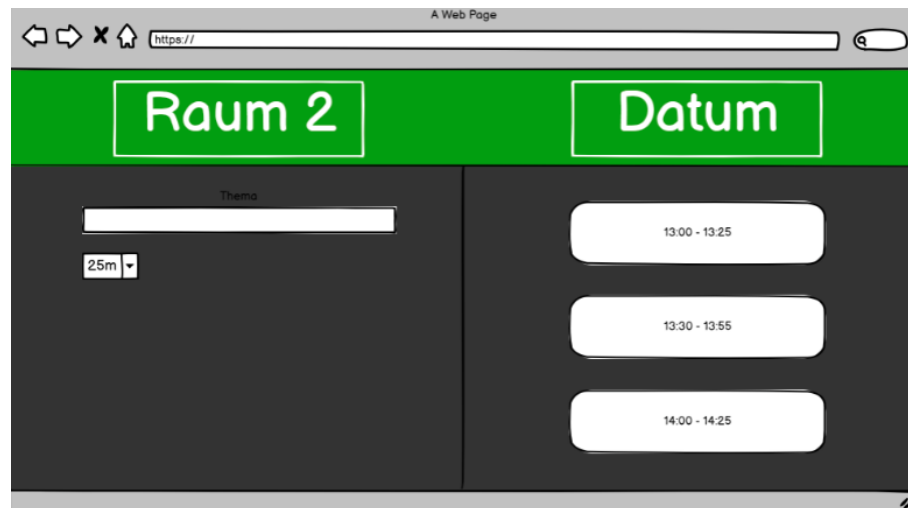 A Web Page
https://
Raum 2
Datum
Thema
25m
13:00 - 13:25
13:30 - 13:55
14:00 - 14:25